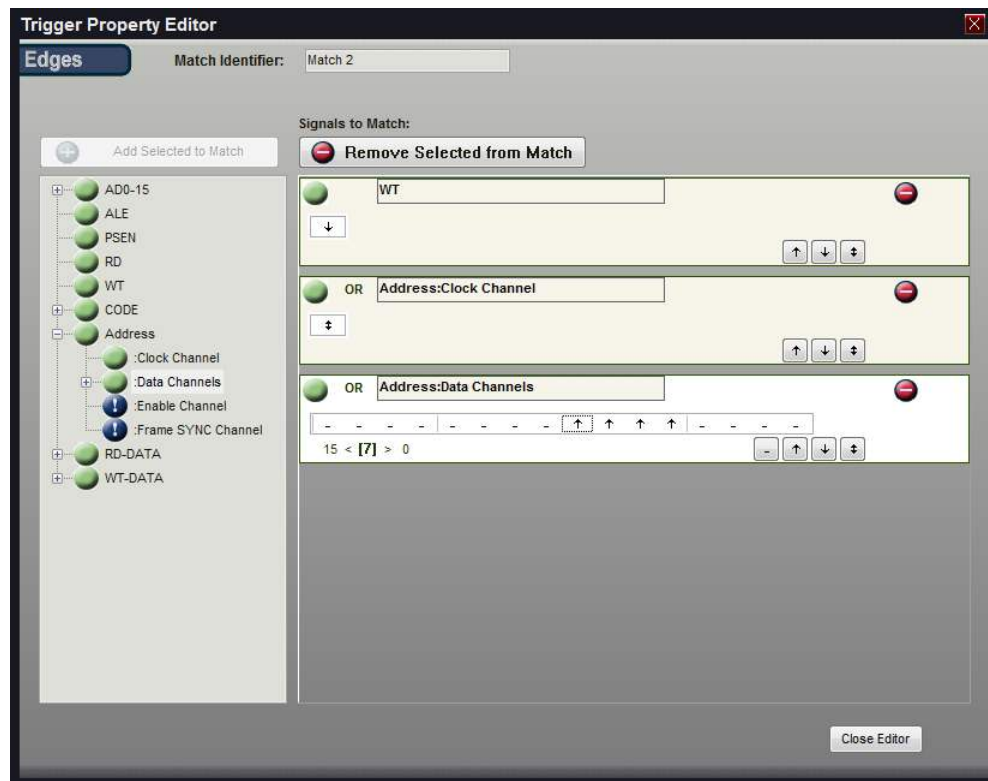 Trigger Property Editor
Edges
Match Identifier:
Match 2
Signals to Match:
Add Selected to Match
Remove Selected from Match
AD0-15
ALE
PSEN
RD
WT
CODE
Address
:Clock Channel
:Data Channels
:Enable Channel
:Frame SYNC Channel
RD-DATA
WT-DATA
WT
↓
↑ ↓ ↕
OR Address:Clock Channel
↕
↑ ↓ ↕
OR Address:Data Channels
- - - - - - - - ↑ ↑ ↑ ↑ - - - -
15 < [7] > 0
- ↑ ↓ ↕
Close Editor